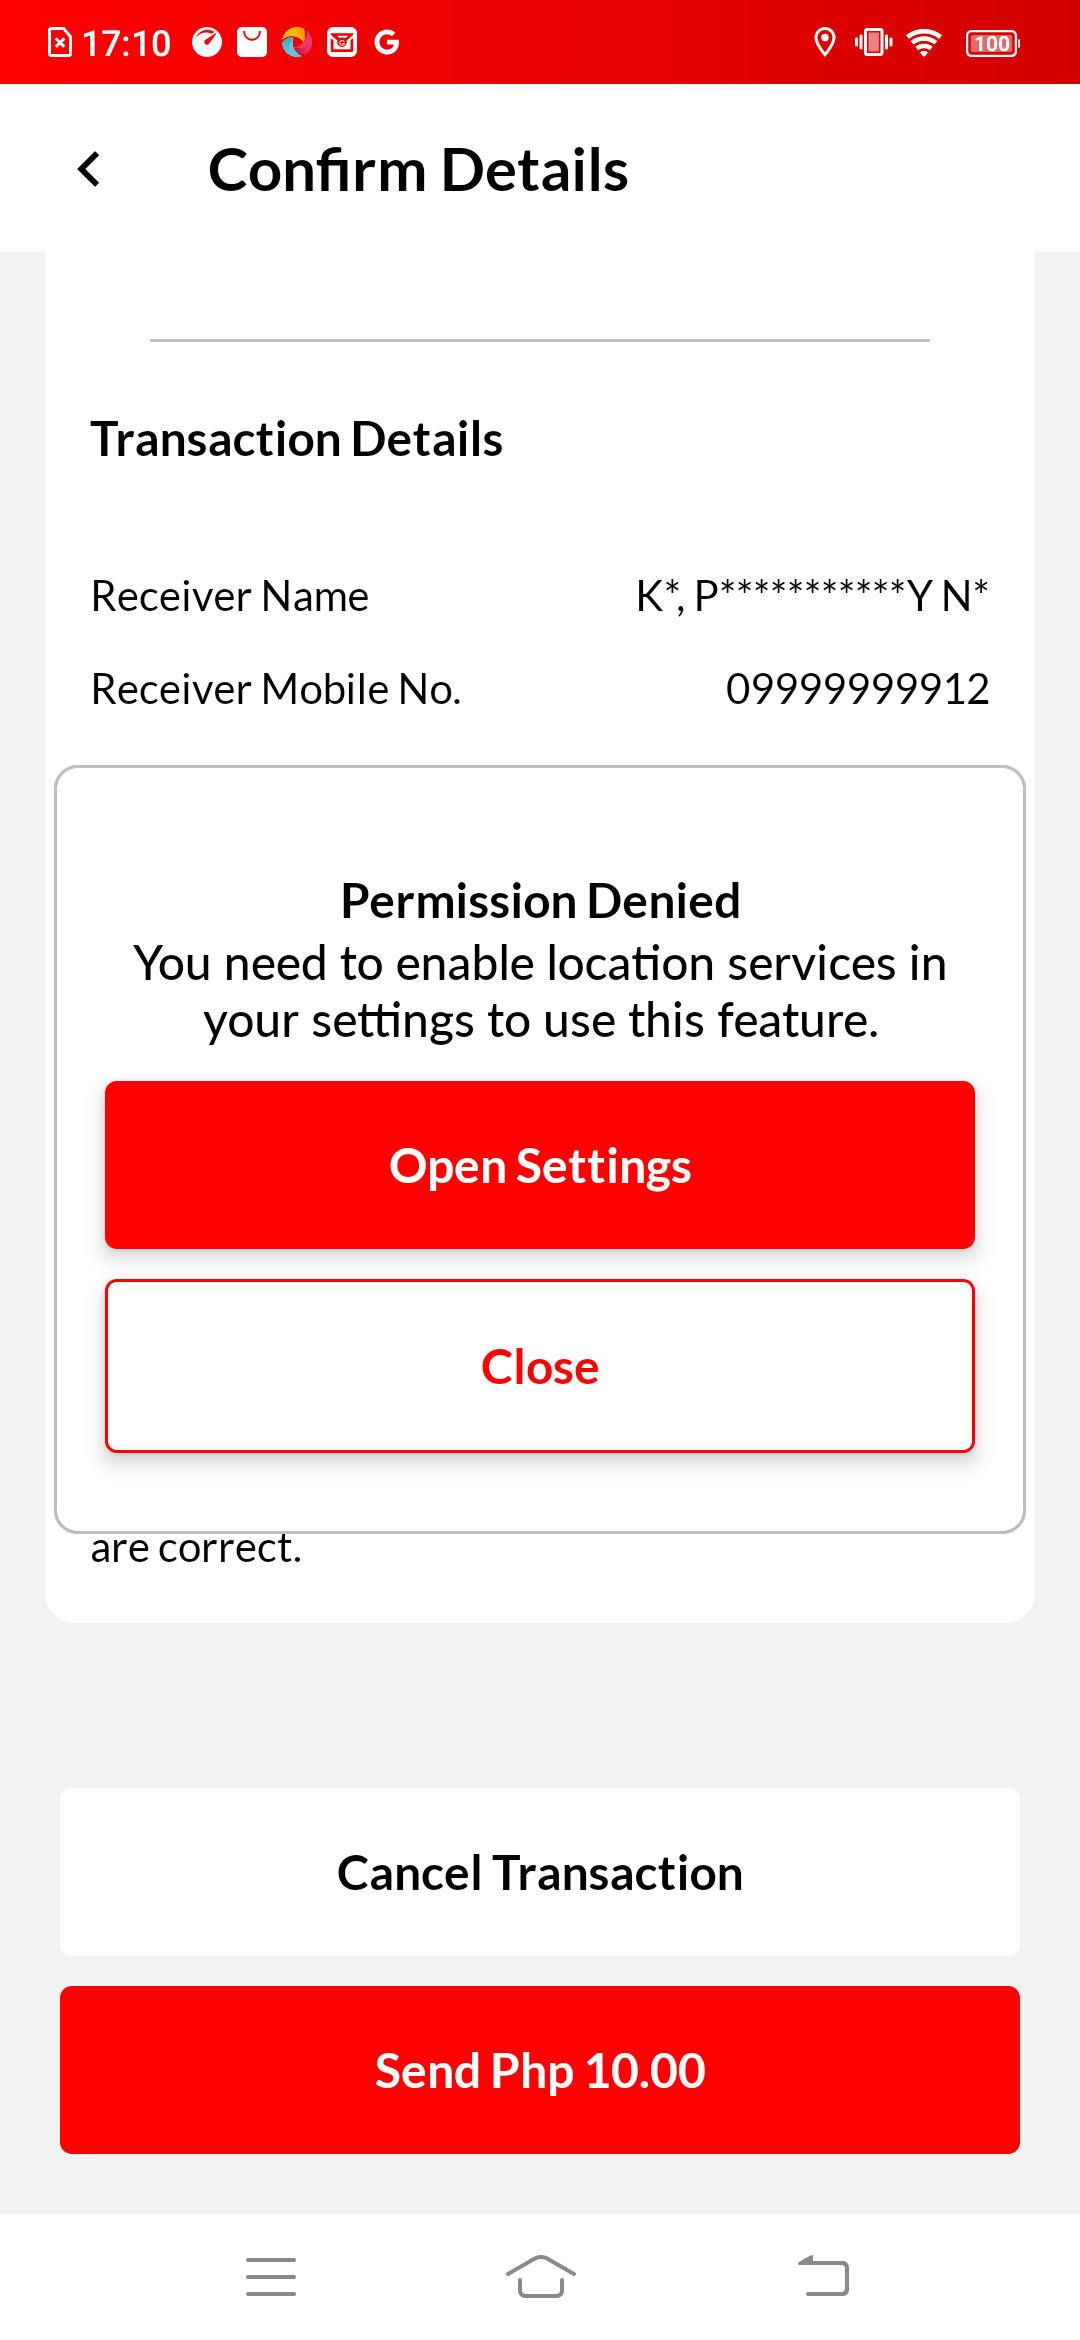 17:10
100
Confirm Details
Transaction Details
Receiver Name K*, P***********Y N*
Receiver Mobile No. 09999999912
Permission Denied
You need to enable location services in
your settings to use this feature.
Open Settings
Close
are correct.
Cancel Transaction
Send Php 10.00